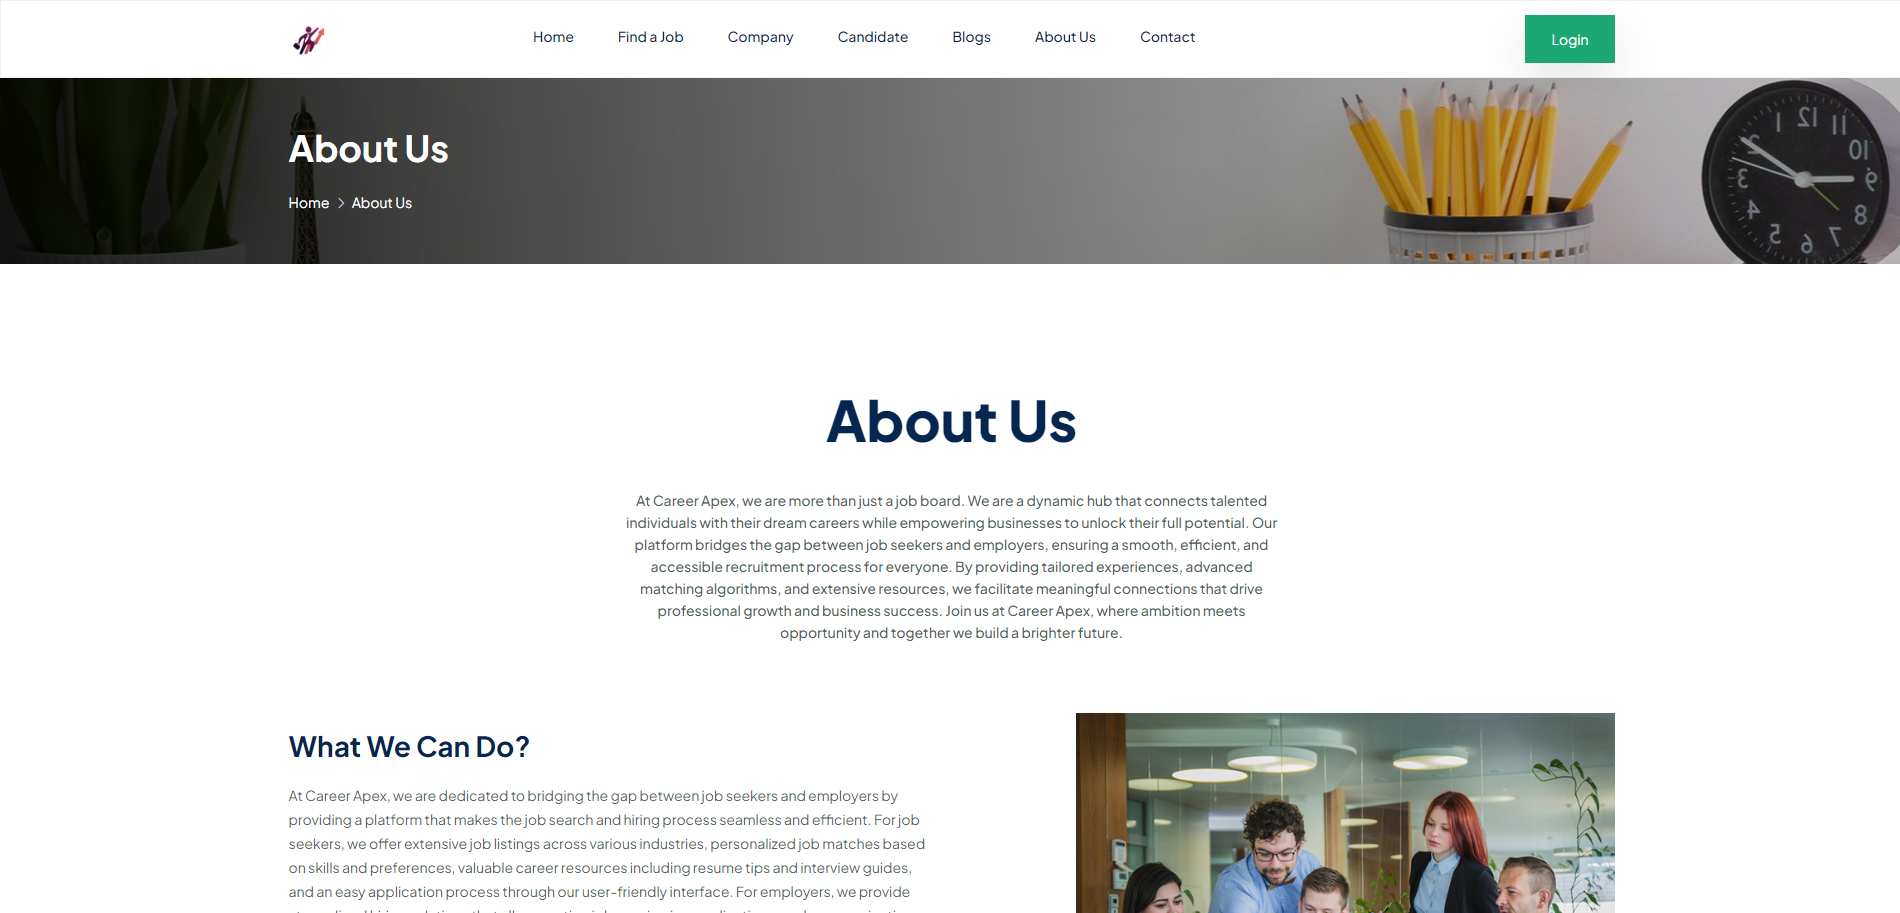 Home
Find a Job
Company
Candidate
Blogs
About Us
Contact
Login
About Us
Home > About Us
About Us
At Career Apex, we are more than just a job board. We are a dynamic hub that connects talented
individuals with their dream careers while empowering businesses to unlock their full potential. Our
platform bridges the gap between job seekers and employers, ensuring a smooth, efficient, and
accessible recruitment process for everyone. By providing tailored experiences, advanced
matching algorithms, and extensive resources, we facilitate meaningful connections that drive
professional growth and business success. Join us at Career Apex, where ambition meets
opportunity and together we build a brighter future.
What We Can Do?
At Career Apex, we are dedicated to bridging the gap between job seekers and employers by
providing a platform that makes the job search and hiring process seamless and efficient. For job
seekers, we offer extensive job listings across various industries, personalized job matches based
on skills and preferences, valuable career resources including resume tips and interview guides,
and an easy application process through our user-friendly interface. For employers, we provide